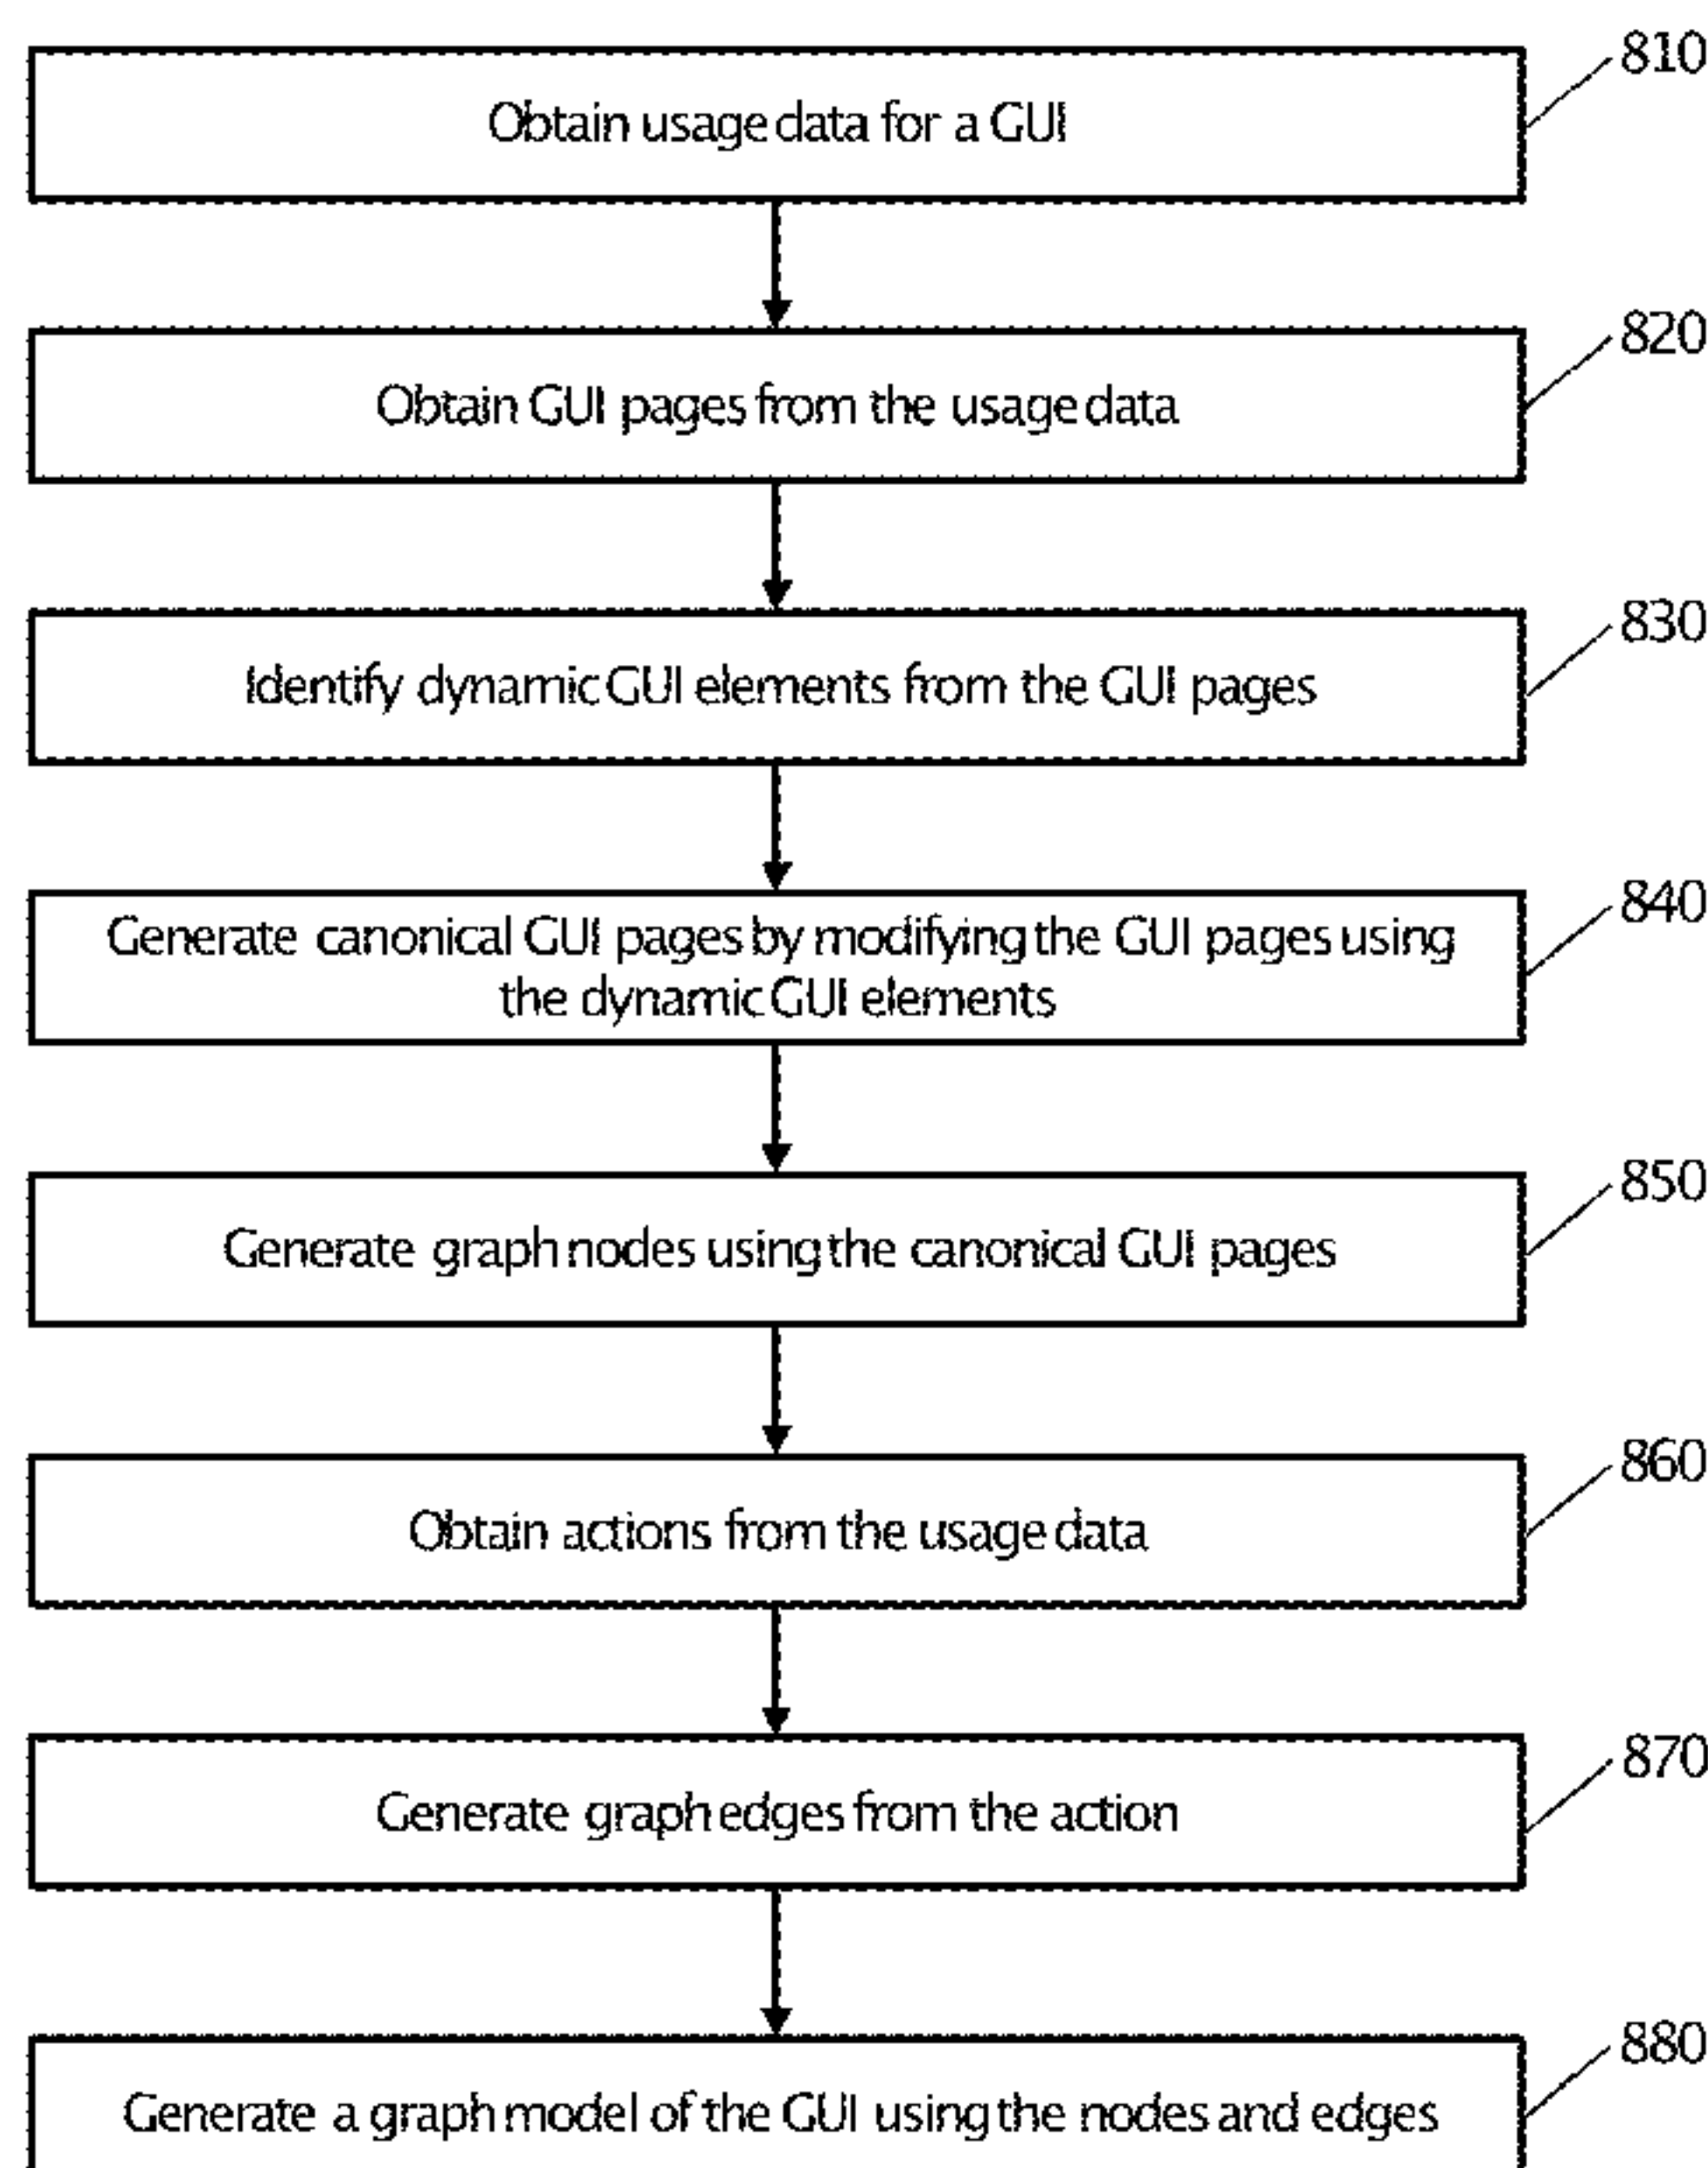 810
Obtain usage data for a GUI
820
Obtain GUI pages from the usage data
830
Identify dynamic GUI elements from the GUI pages
840
Generate canonical GUI pages by modifying the GUI pages using
the dynamic GUI elements
850
Generate graph nodes using the canonical GUI pages
860
Obtain actions from the usage data
870
Generate graph edges from the action
880
Generate a graph model of the GUI using the nodes and edges